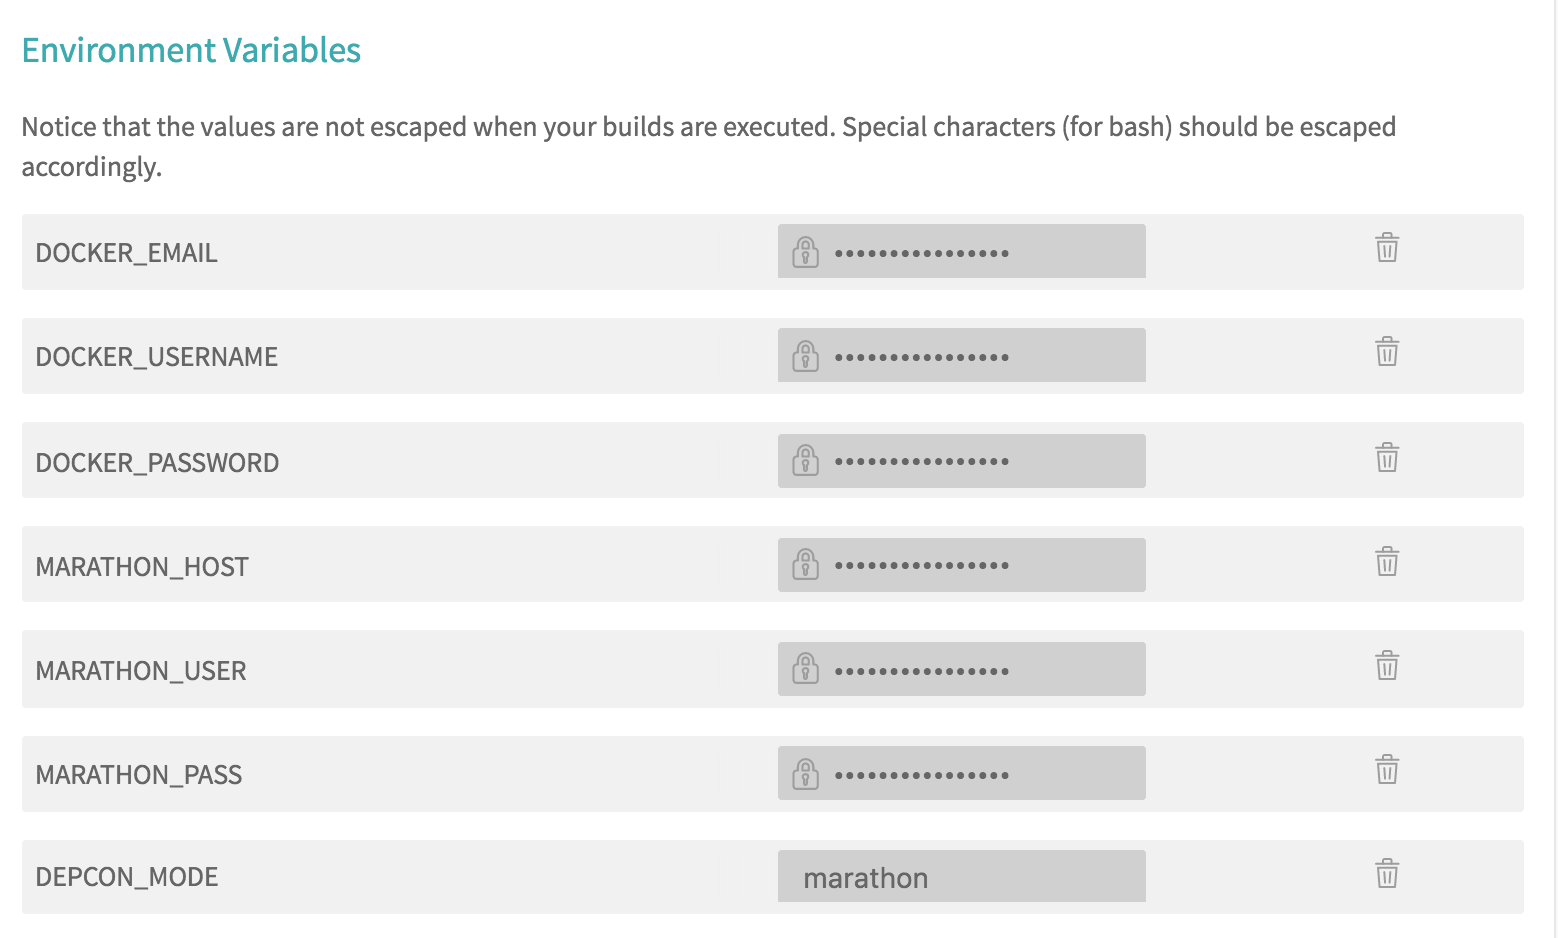 Environment Variables
Notice that the values are not escaped when your builds are executed. Special characters (for bash) should be escaped
accordingly.
DOCKER_EMAIL ••••••••••••••••
DOCKER_USERNAME ••••••••••••••••
DOCKER_PASSWORD ••••••••••••••••
MARATHON_HOST ••••••••••••••••
MARATHON_USER ••••••••••••••••
MARATHON_PASS ••••••••••••••••
DEPCON_MODE marathon